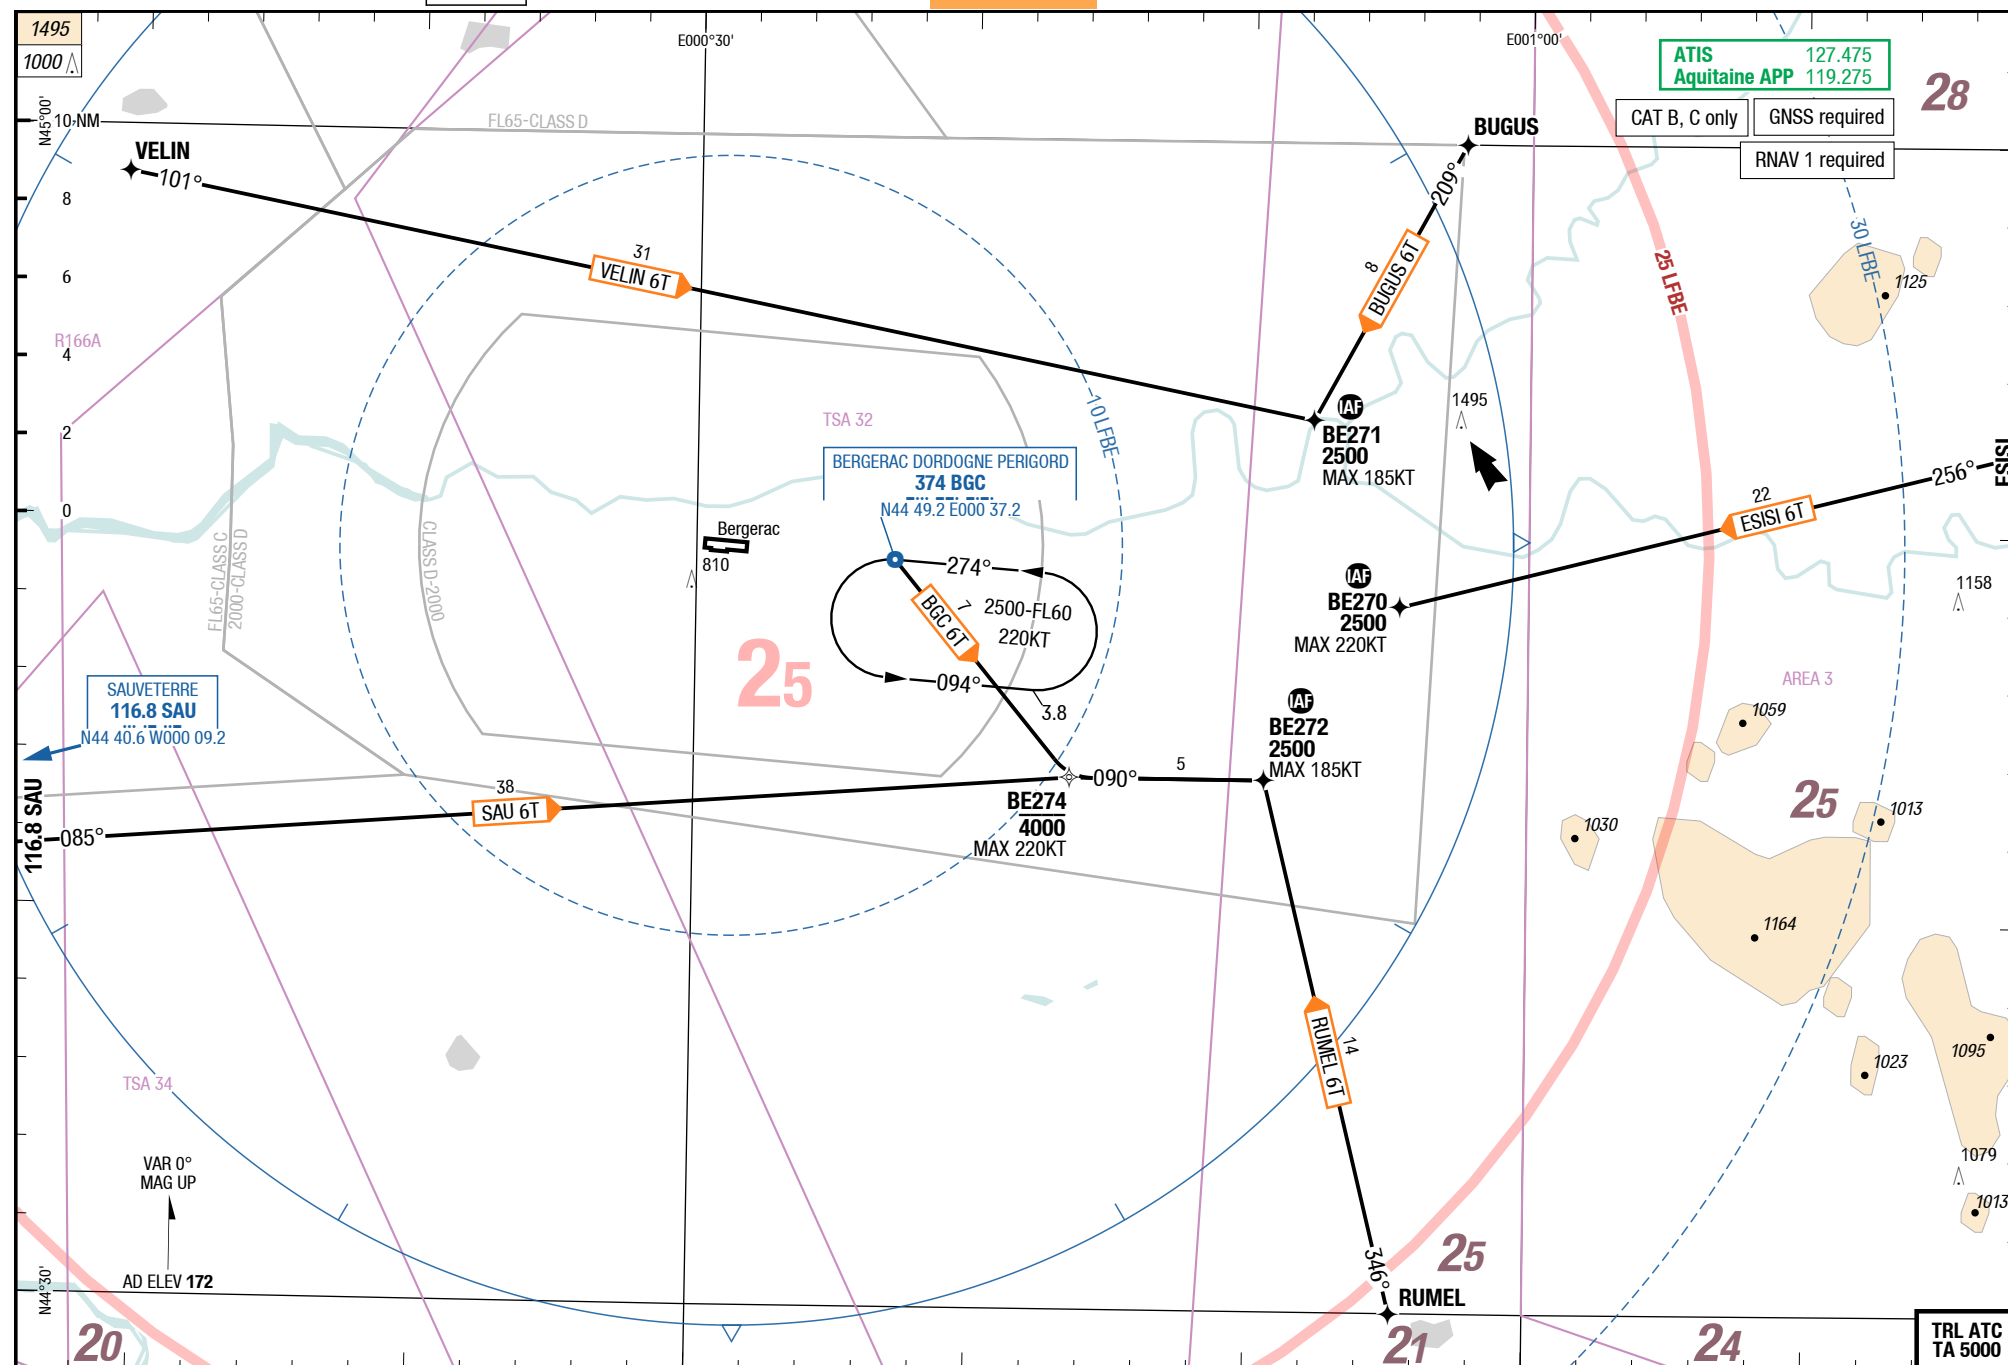 1495
1000
E000°30'
E001°00'
ATIS 127.475
Aquitaine APP 119.275
28
CAT B, C only
GNSS required
RNAV 1 required
N45°00'
10 NM
8
6
4
2
0
FL65-CLASS D
VELIN
101°
31
VELIN 6T
BUGUS
209°
8
BUGUS 6T
25 LFBE
30 LFBE
1125
R166A
TSA 32
10 LFBE
IAF
BE271
2500
MAX 185KT
1495
BERGERAC DORDOGNE PERIGORD
374 BGC
N44 49.2 E000 37.2
ESISI
256°
22
ESISI 6T
FL65-CLASS C
2000-CLASS D
CLASS D-2000
Bergerac
810
274°
7
BGC 6T
2500-FL60
220KT
094°
3.8
25
IAF
BE270
2500
MAX 220KT
1158
AREA 3
1059
SAUVETERRE
116.8 SAU
N44 40.6 W000 09.2
IAF
BE272
2500
MAX 185KT
116.8 SAU
085°
38
SAU 6T
090°
5
BE274
4000
MAX 220KT
25
1013
1030
1164
1095
1023
14
RUMEL 6T
TSA 34
VAR 0°
MAG UP
AD ELEV 172
1079
1013
N44°30'
346°
RUMEL
25
20
21
24
TRL ATC
TA 5000